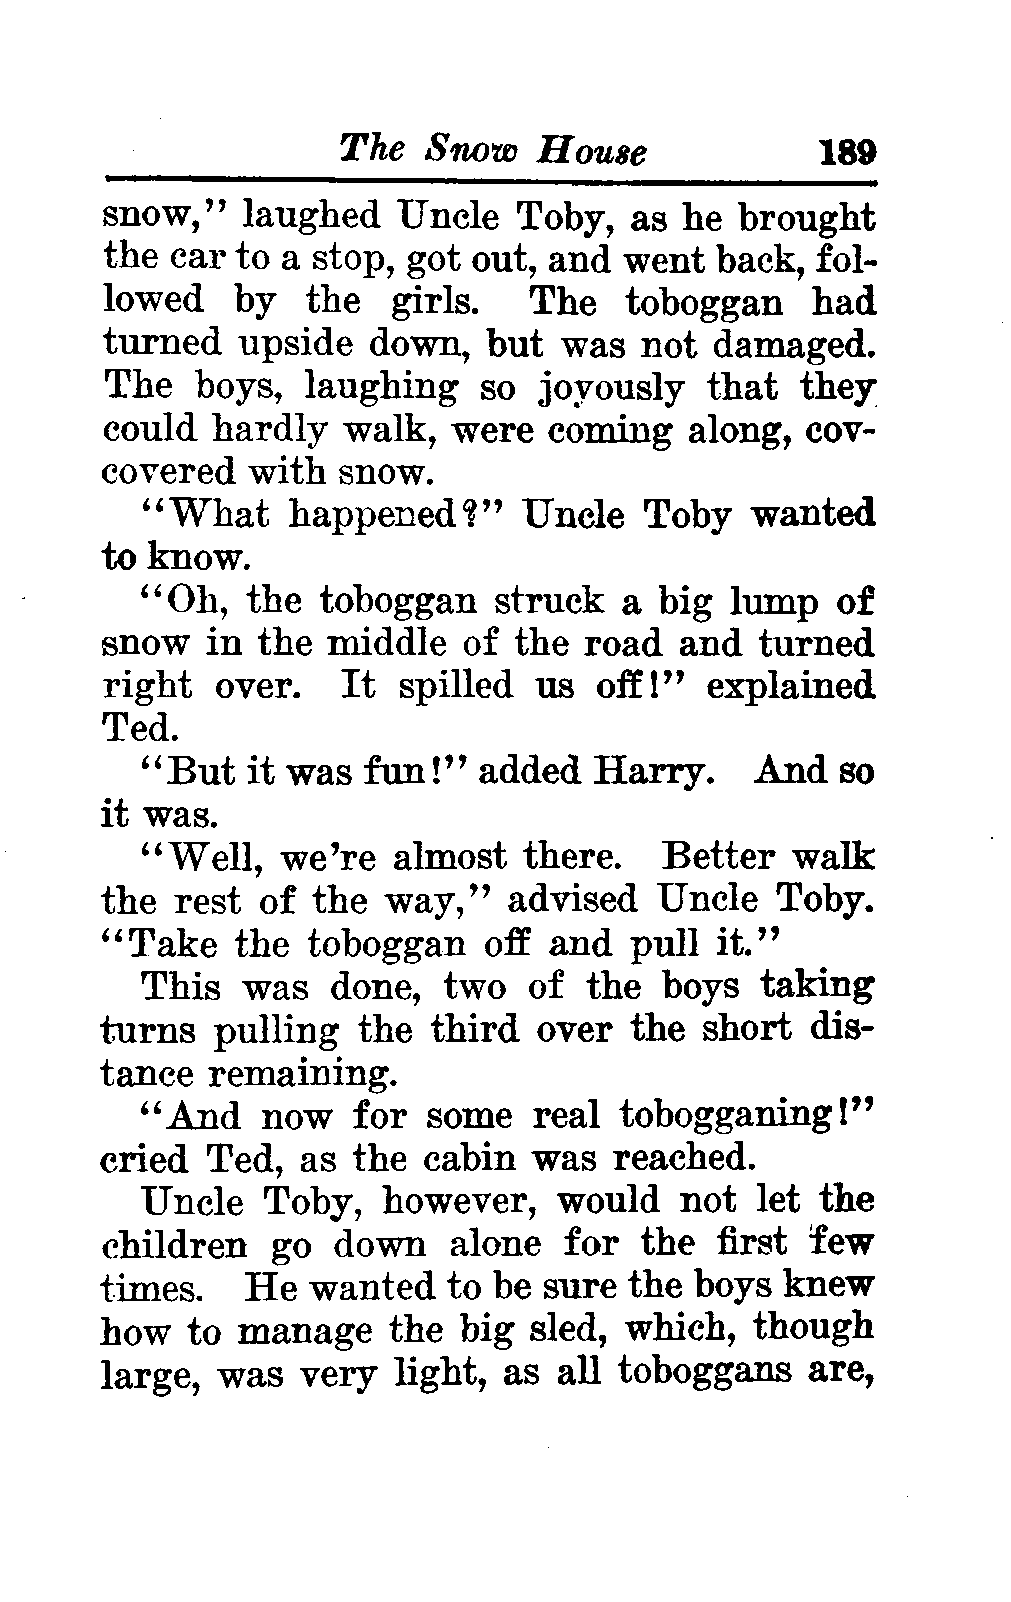 The Snow House 189
snow," laughed Uncle Toby, as he brought
the car to a stop, got out, and went back, fol-
lowed by the girls. The toboggan had
turned upside down, but was not damaged.
The boys, laughing so joyously that they
could hardly walk, were coming along, cov-
covered with snow.
"What happened?" Uncle Toby wanted
to know.
"Oh, the toboggan struck a big lump of
snow in the middle of the road and turned
right over. It spilled us off!" explained
Ted.
"But it was fun!" added Harry. And so
it was.
"Well, we're almost there. Better walk
the rest of the way," advised Uncle Toby.
"Take the toboggan off and pull it."
This was done, two of the boys taking
turns pulling the third over the short dis-
tance remaining.
"And now for some real tobogganing!"
cried Ted, as the cabin was reached.
Uncle Toby, however, would not let the
children go down alone for the first few
times. He wanted to be sure the boys knew
how to manage the big sled, which, though
large, was very light, as all toboggans are,